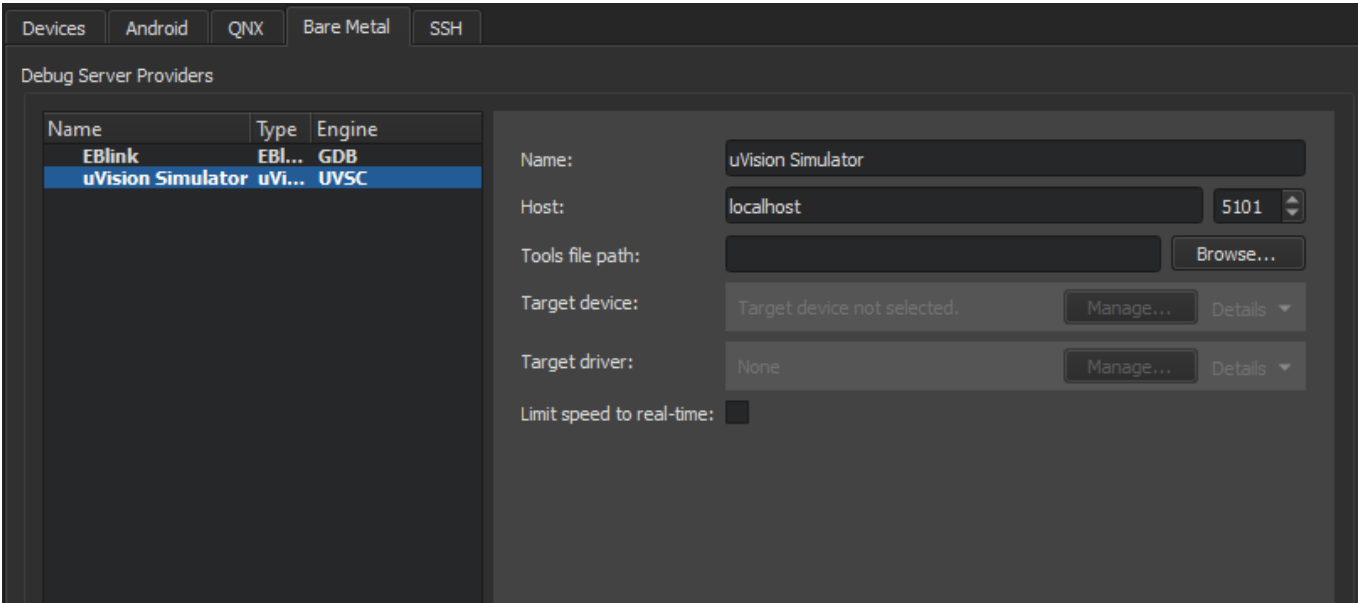 Devices Android QNX Bare Metal SSH
Debug Server Providers
Name Type Engine
EBlink EBl... GDB
uVision Simulator uVi... UVSC
Name: uVision Simulator
Host: localhost 5101
Tools file path: Browse...
Target device: Target device not selected. Manage... Details
Target driver: None Manage... Details
Limit speed to real-time: